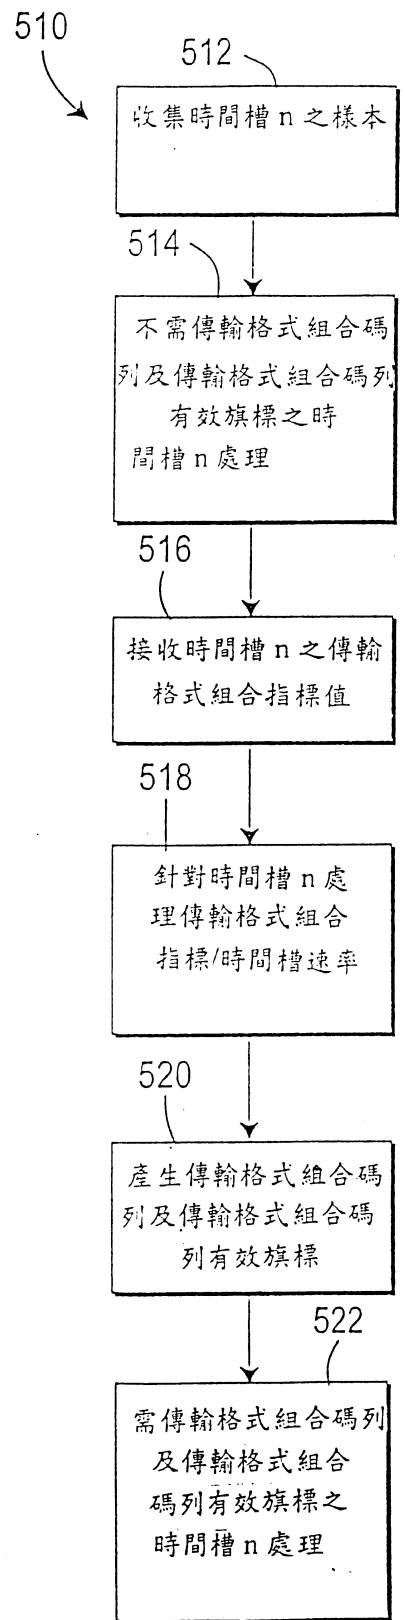 510
512
收集時間槽n之樣本
514
不需傳輸格式組合碼
列及傳輸格式組合碼列
有效旗標之時
間槽n處理
516
接收時間槽n之傳輸
格式組合指標值
518
針對時間槽n處
理傳輸格式組合
指標/時間槽速率
520
產生傳輸格式組合碼
列及傳輸格式組合碼
列有效旗標
522
需傳輸格式組合碼列
及傳輸格式組合
碼列有效旗標之
時間槽n處理